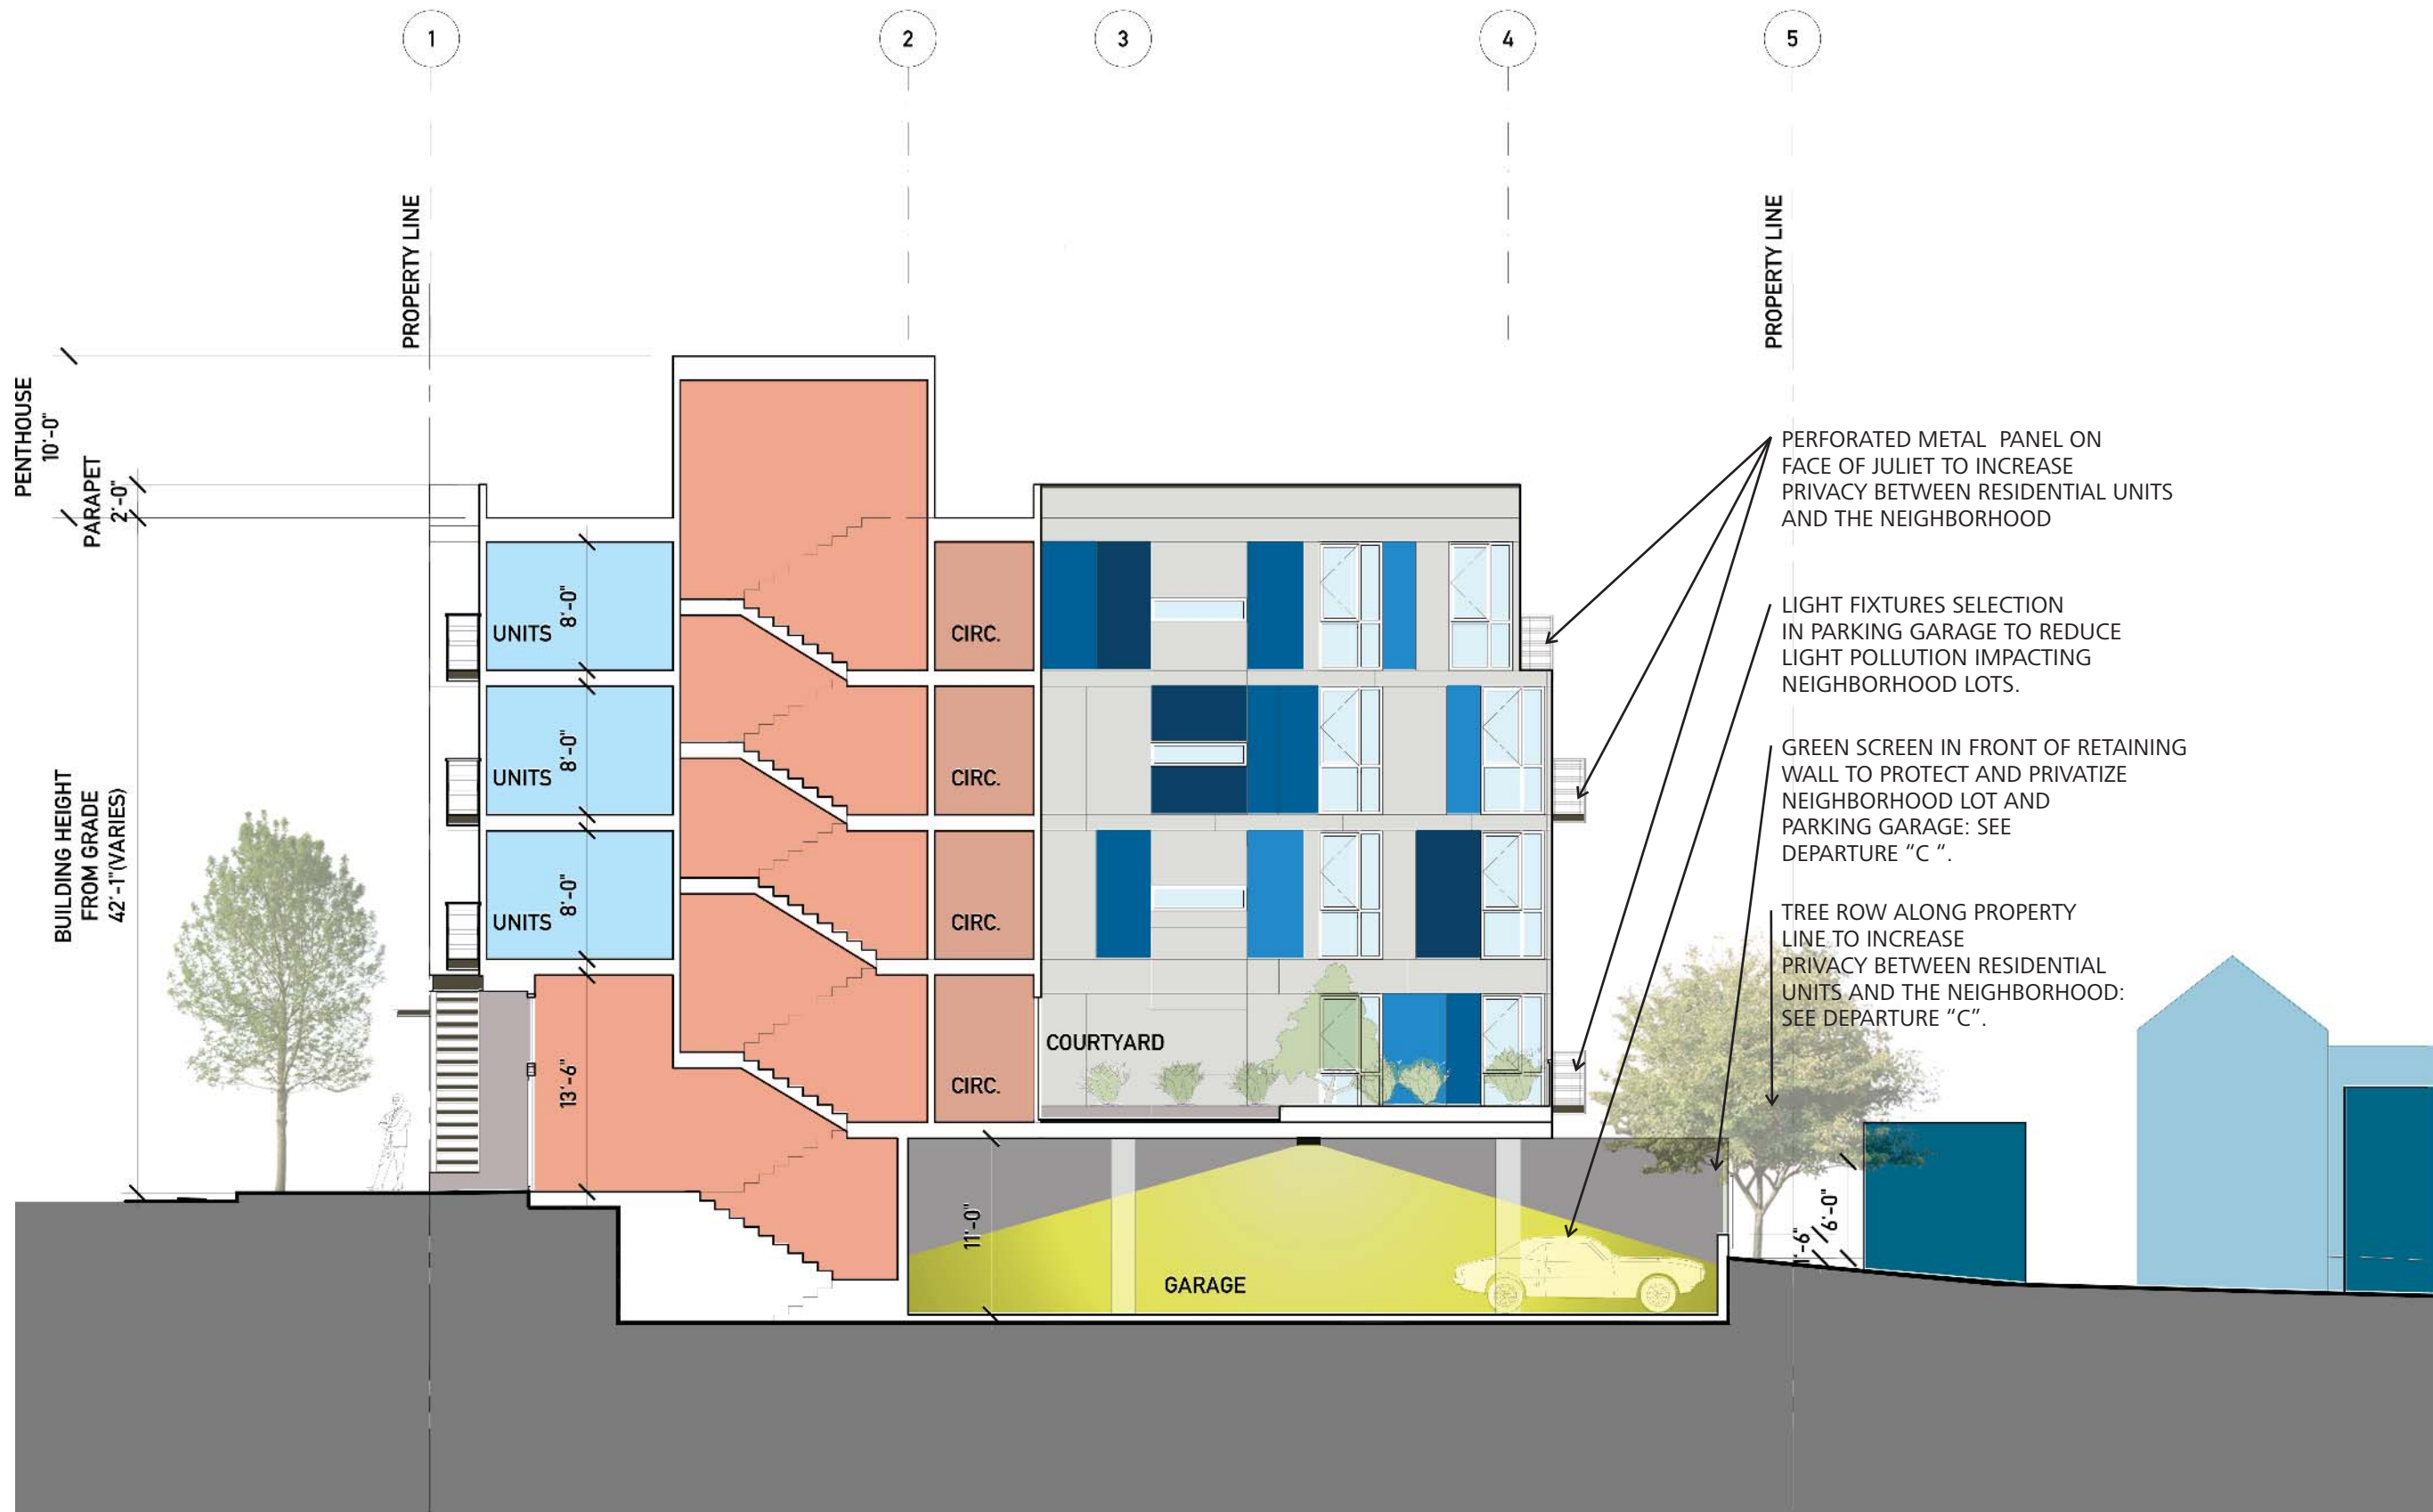 1
2
3
4
5
PROPERTY LINE
PROPERTY LINE
PENTHOUSE
10'-0"
PARAPET
2'-0"
BUILDING HEIGHT
FROM GRADE
42'-1"(VARIES)
UNITS
8'-0"
CIRC.
UNITS
8'-0"
CIRC.
UNITS
8'-0"
CIRC.
13'-6"
CIRC.
COURTYARD
11'-0"
GARAGE
6'-0"
PERFORATED METAL PANEL ON
FACE OF JULIET TO INCREASE
PRIVACY BETWEEN RESIDENTIAL UNITS
AND THE NEIGHBORHOOD
LIGHT FIXTURES SELECTION
IN PARKING GARAGE TO REDUCE
LIGHT POLLUTION IMPACTING
NEIGHBORHOOD LOTS.
GREEN SCREEN IN FRONT OF RETAINING
WALL TO PROTECT AND PRIVATIZE
NEIGHBORHOOD LOT AND
PARKING GARAGE: SEE
DEPARTURE “C ”.
TREE ROW ALONG PROPERTY
LINE TO INCREASE
PRIVACY BETWEEN RESIDENTIAL
UNITS AND THE NEIGHBORHOOD:
SEE DEPARTURE “C”.